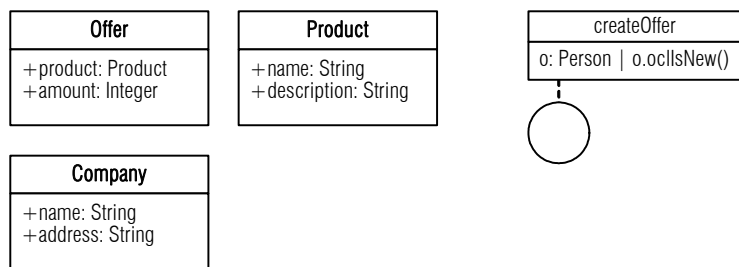 Offer
+product: Product
+amount: Integer
Product
+name: String
+description: String
createOffer
o: Person | o.oclIsNew()
Company
+name: String
+address: String